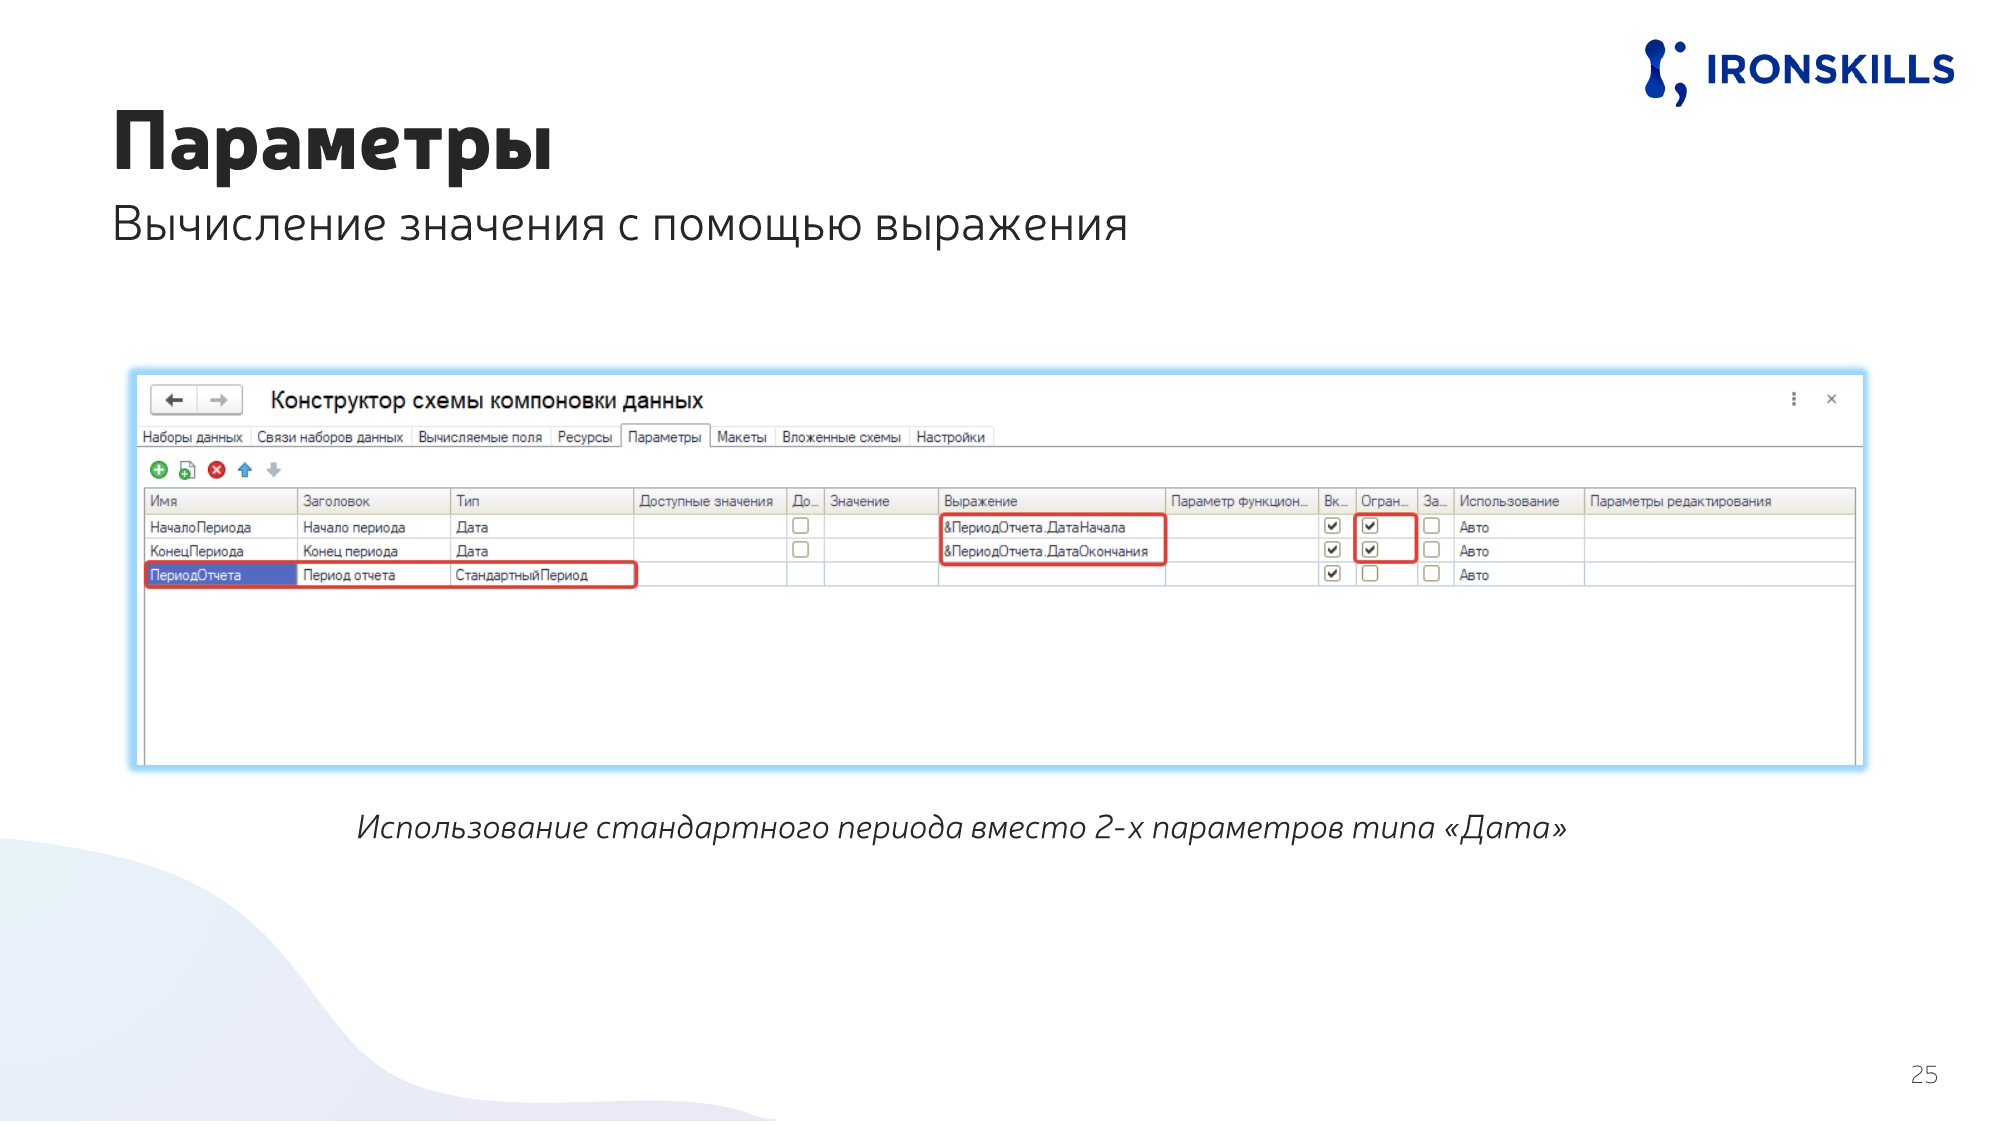 IRONSKILLS
Параметры
Вычисление значения с помощью выражения
Конструктор схемы компоновки данных
Наборы данных Связи наборов данных Вычисляемые поля Ресурсы Параметры Макеты Вложенные схемы Настройки
Имя Заголовок Тип Доступные значения До... Значение Выражение Параметр функцион... Вк... Огран... За... Использование Параметры редактирования
НачалоПериода Начало периода Дата &ПериодОтчета.ДатаНачала Авто
КонецПериода Конец периода Дата &ПериодОтчета.ДатаОкончания Авто
ПериодОтчета Период отчета СтандартныйПериод Авто
Использование стандартного периода вместо 2-х параметров типа «Дата»
25